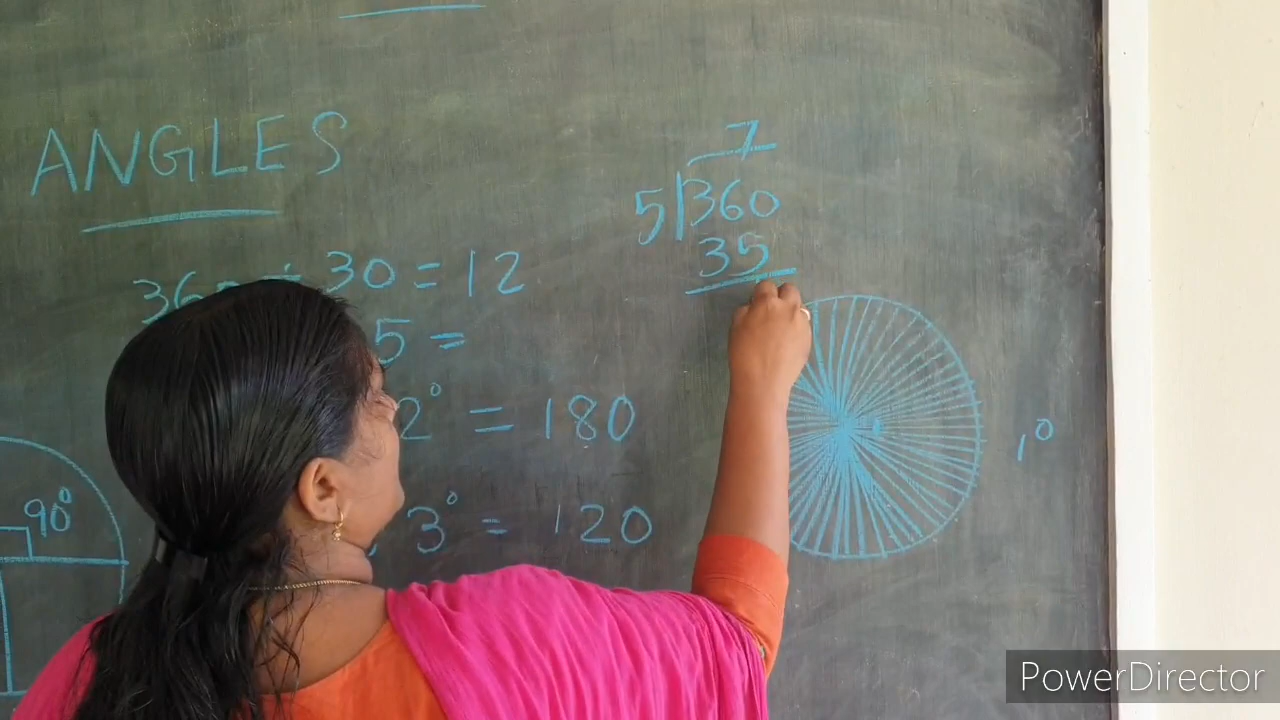 ANGLES
7
5)360
35
30 = 12
5 =
2° = 180
3° = 120
90°
1°
PowerDirector